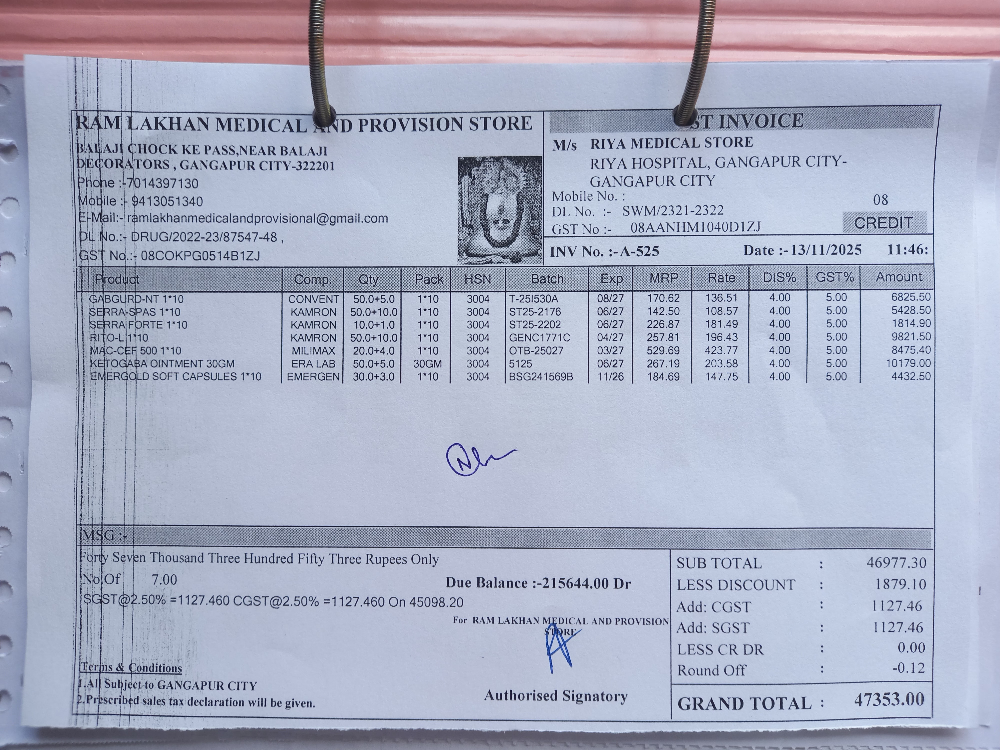 RAM LAKHAN MEDICAL AND PROVISION STORE
BALAJI CHOCK KE PASS,NEAR BALAJI
DECORATORS , GANGAPUR CITY-322201
Phone :-7014397130
Mobile :- 9413051340
E-Mail:- ramlakhanmedicalandprovisional@gmail.com
DL No.:- DRUG/2022-23/87547-48 ,
GST No.:- 08COKPG0514B1ZJ
ST INVOICE
M/s RIYA MEDICAL STORE
RIYA HOSPITAL, GANGAPUR CITY-
GANGAPUR CITY
Mobile No.: 08
DL No. :- SWM/2321-2322
GST No :- 08AANHM1040D1ZJ CREDIT
INV No. :-A-525 Date :-13/11/2025 11:46:
Product Comp. Qty Pack HSN Batch Exp MRP Rate DIS% GST% Amount
GABGURD-NT 1*10 CONVENT 50.0+5.0 1*10 3004 T-25I530A 08/27 170.62 136.51 4.00 5.00 6825.50
SERRA-SPAS 1*10 KAMRON 50.0+10.0 1*10 3004 ST25-2176 06/27 142.50 108.57 4.00 5.00 5428.50
SERRA FORTE 1*10 KAMRON 10.0+1.0 1*10 3004 ST25-2202 06/27 226.87 181.49 4.00 5.00 1814.90
RITO-L 1*10 KAMRON 50.0+10.0 1*10 3004 GENC1771C 04/27 257.81 196.43 4.00 5.00 9821.50
MAC-CEF 500 1*10 MILIMAX 20.0+4.0 1*10 3004 OTB-25027 03/27 529.69 423.77 4.00 5.00 8475.40
KETOGABA OINTMENT 30GM ERA LAB 50.0+5.0 30GM 3004 5125 06/27 267.19 203.58 4.00 5.00 10179.00
EMERGOLD SOFT CAPSULES 1*10 EMERGEN 30.0+3.0 1*10 3004 BSG241569B 11/26 184.69 147.75 4.00 5.00 4432.50
MSG :-
Forty Seven Thousand Three Hundred Fifty Three Rupees Only
No.Of 7.00 Due Balance :-215644.00 Dr
SGST@2.50% =1127.460 CGST@2.50% =1127.460 On 45098.20
For RAM LAKHAN MEDICAL AND PROVISION
STORE
Terms & Conditions
1.All Subject to GANGAPUR CITY
2.Prescribed sales tax declaration will be given.
Authorised Signatory
SUB TOTAL : 46977.30
LESS DISCOUNT : 1879.10
Add: CGST : 1127.46
Add: SGST : 1127.46
LESS CR DR : 0.00
Round Off : -0.12
GRAND TOTAL : 47353.00